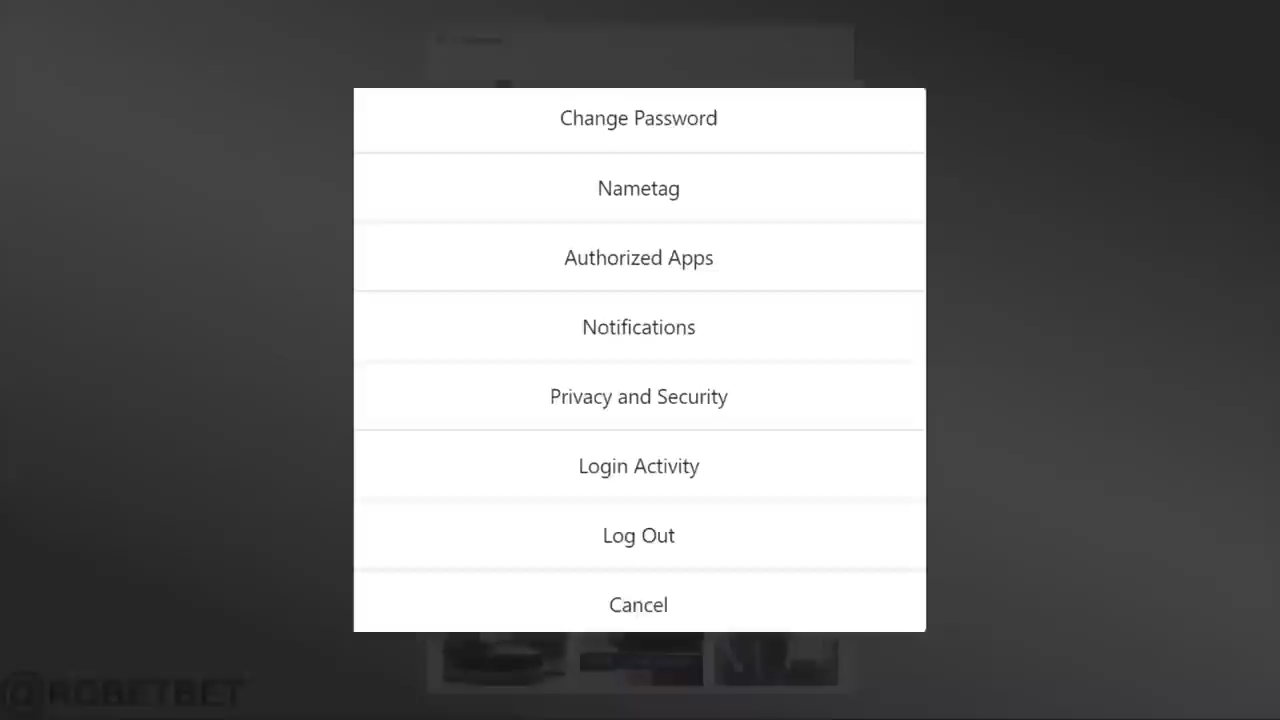 Change Password
Nametag
Authorized Apps
Notifications
Privacy and Security
Login Activity
Log Out
Cancel
@ROBETBET